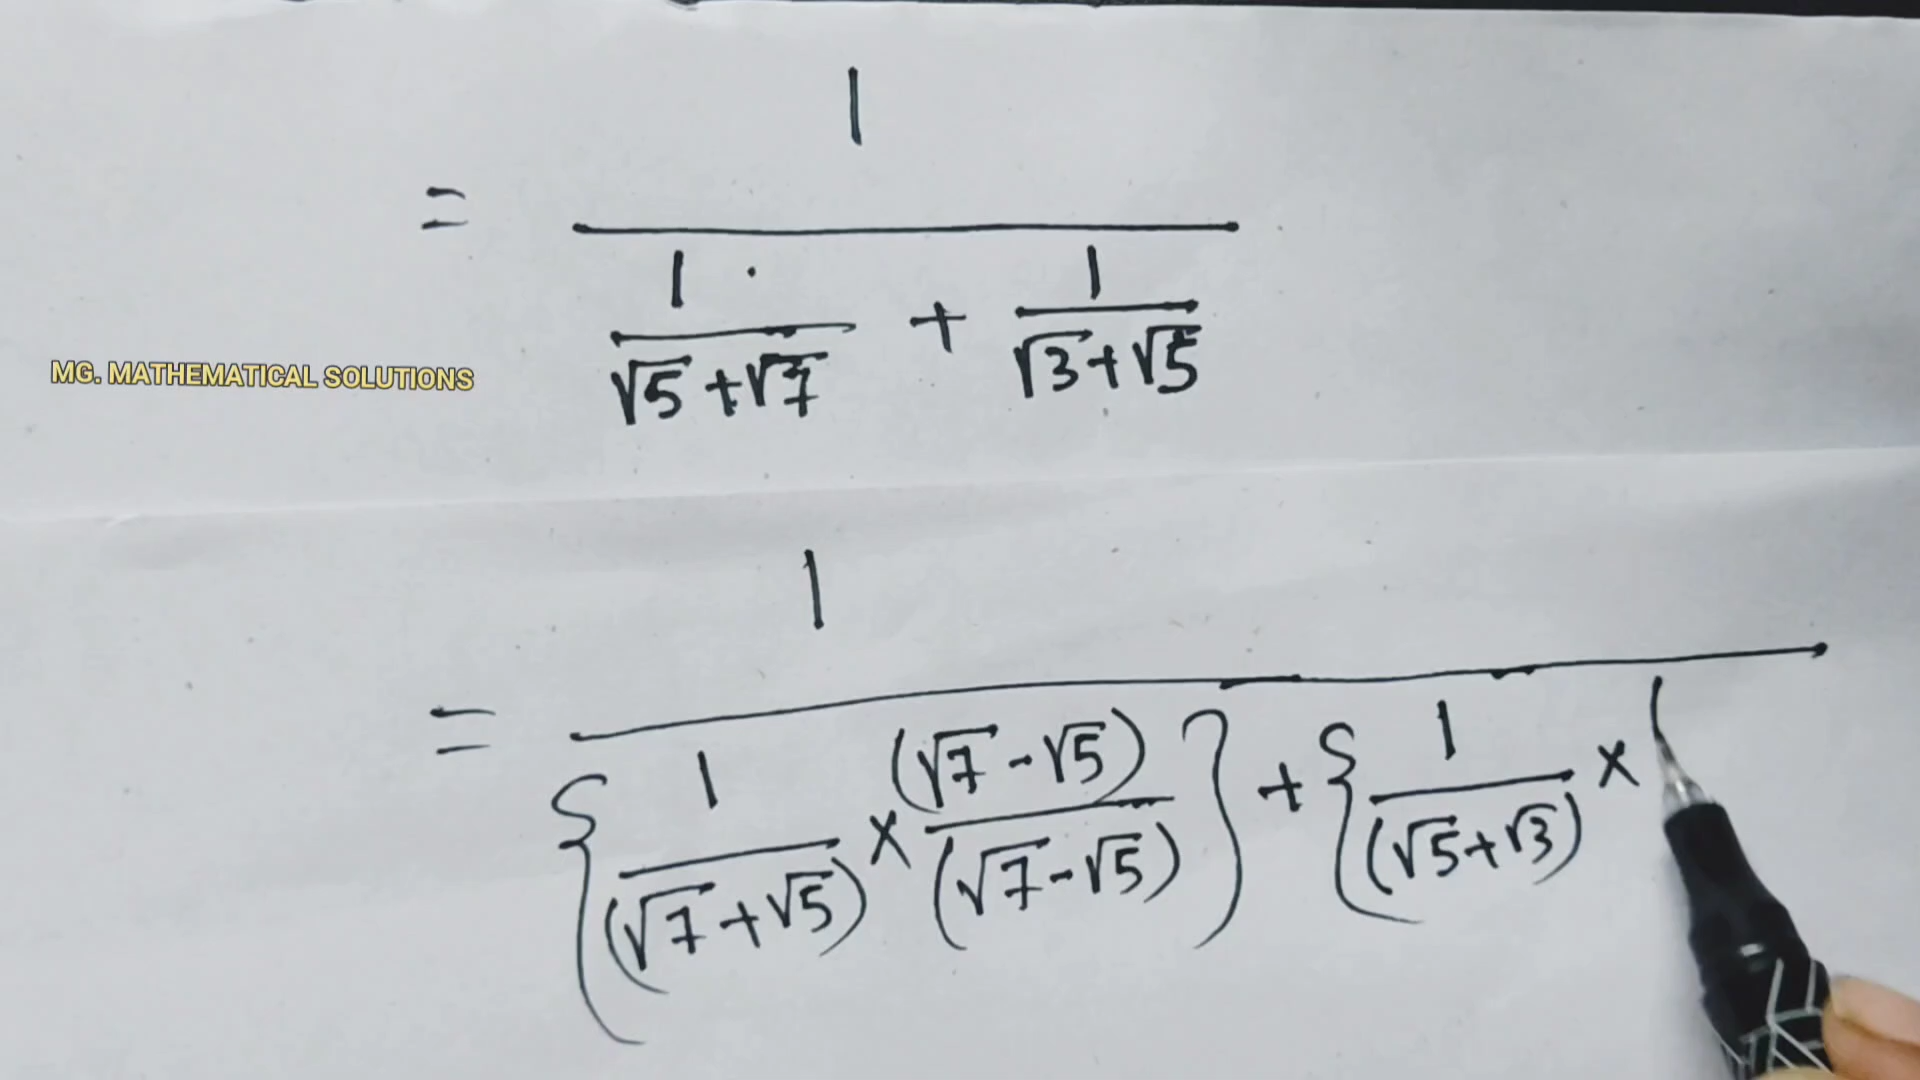 1
= ───────────────
1/(√5+√7) + 1/(√3+√5)
MG. MATHEMATICAL SOLUTIONS
1
= ───────────────
{1/(√7+√5) × (√7-√5)/(√7-√5)} + {1/(√5+√3) × (